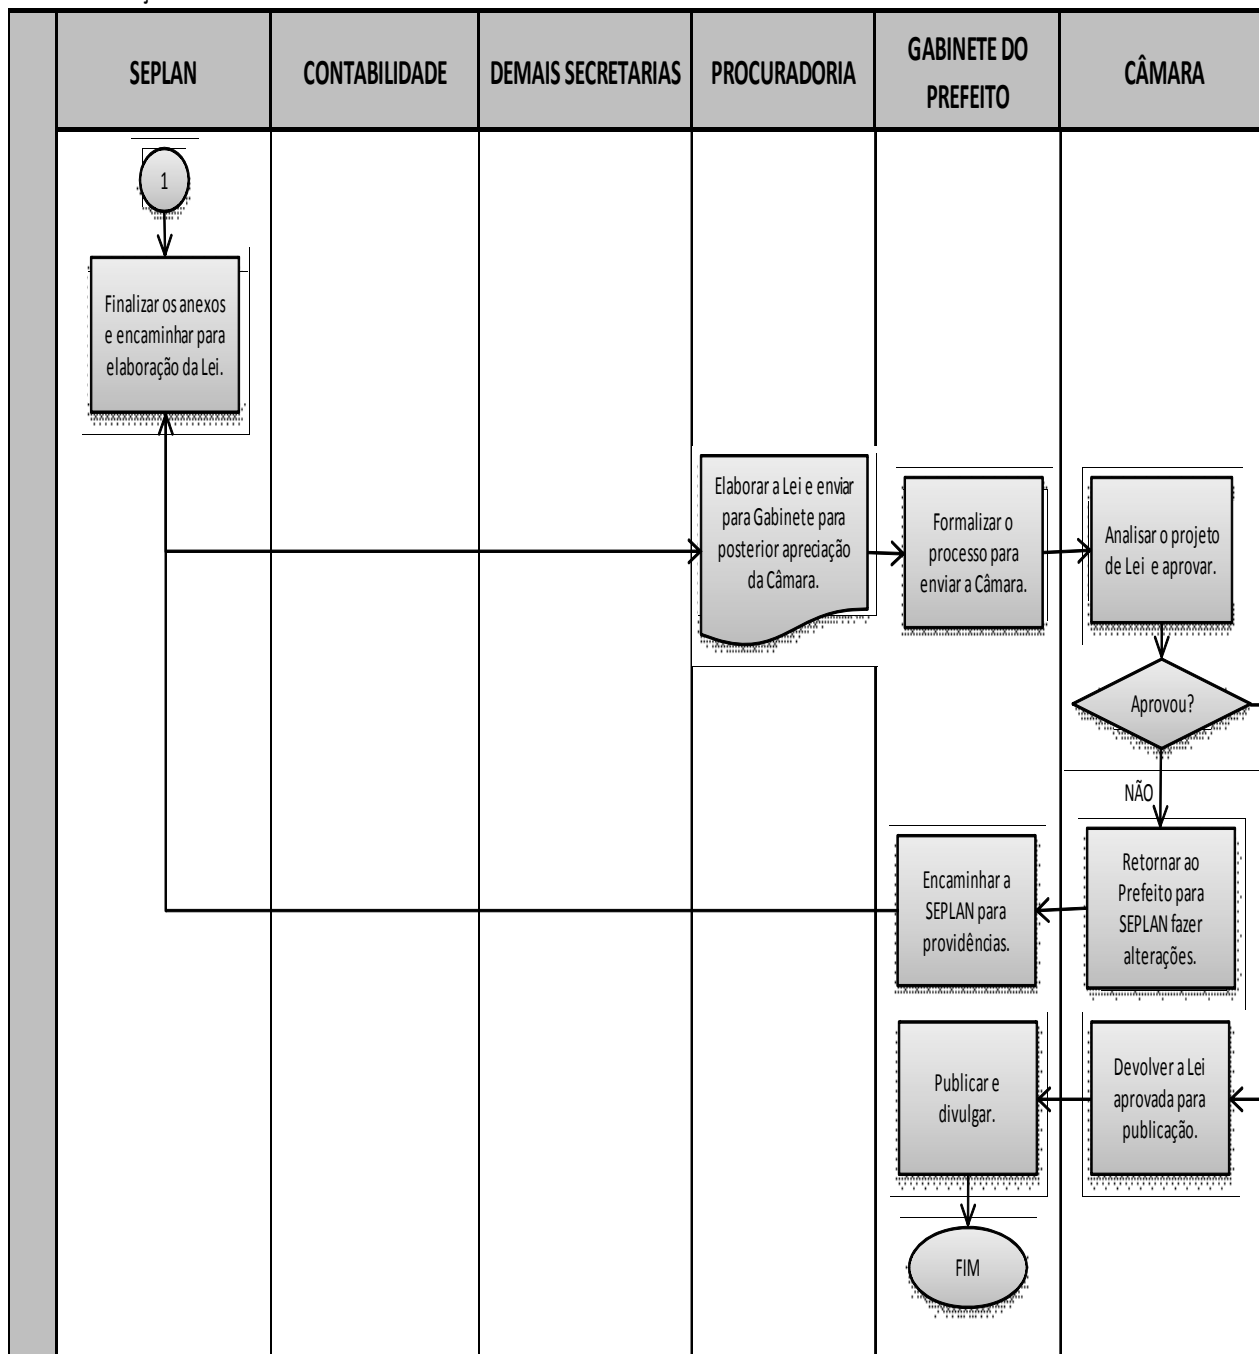 SEPLAN
CONTABILIDADE
DEMAIS SECRETARIAS
PROCURADORIA
GABINETE DO
PREFEITO
CÂMARA
1
Finalizar os anexos
e encaminhar para
elaboração da Lei.
Elaborar a Lei e enviar
para Gabinete para
posterior apreciação
da Câmara.
Formalizar o
processo para
enviar a Câmara.
Analisar o projeto
de Lei e aprovar.
Aprovou?
NÃO
Retornar ao
Prefeito para
SEPLAN fazer
alterações.
Encaminhar a
SEPLAN para
providências.
Devolver a Lei
aprovada para
publicação.
Publicar e
divulgar.
FIM